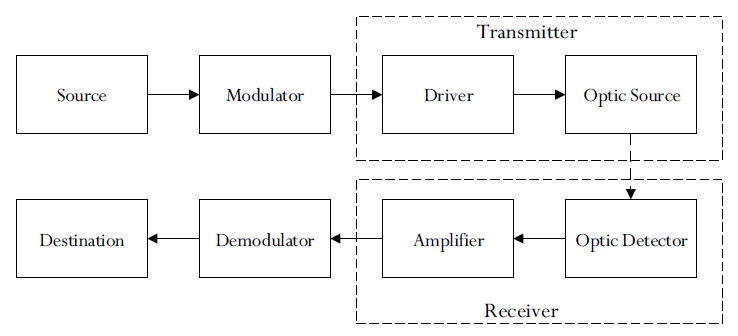 Transmitter
Source
Modulator
Driver
Optic Source
Destination
Demodulator
Amplifier
Optic Detector
Receiver